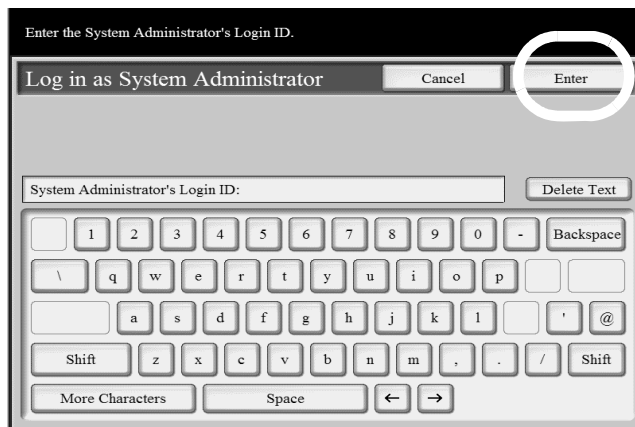 Enter the System Administrator's Login ID.
Log in as System Administrator Cancel Enter
System Administrator's Login ID: Delete Text
1 2 3 4 5 6 7 8 9 0 - Backspace
\ q w e r t y u i o p
a s d f g h j k l ' @
Shift z x c v b n m , . / Shift
More Characters Space ← →